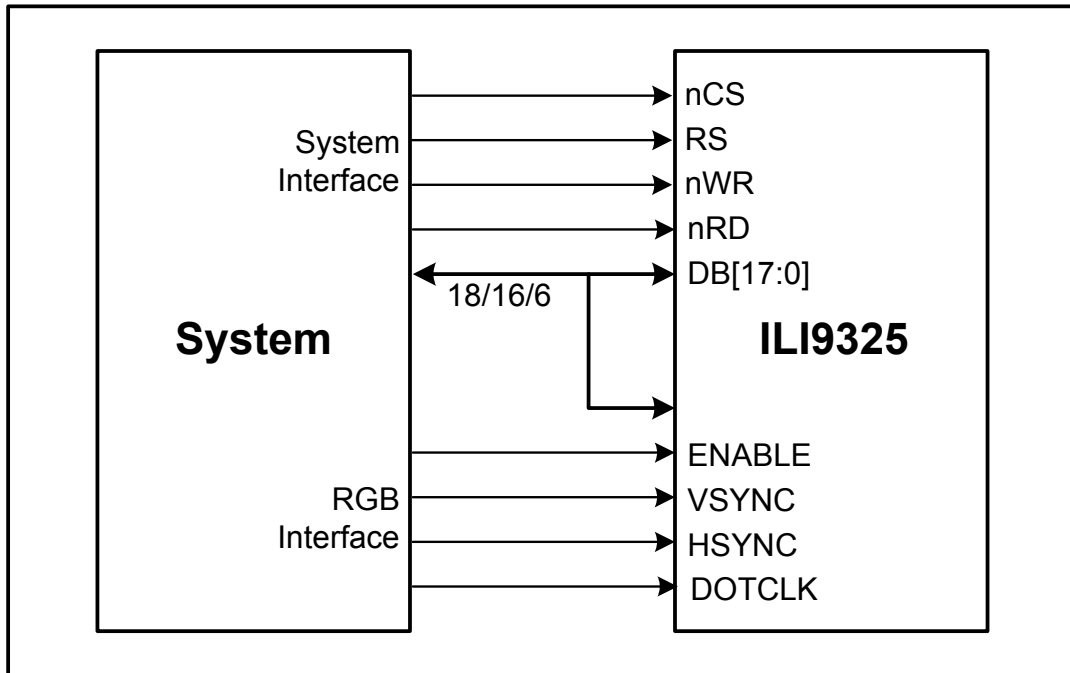 System
Interface
nCS
RS
nWR
nRD
DB[17:0]
18/16/6
System
ILI9325
RGB
Interface
ENABLE
VSYNC
HSYNC
DOTCLK